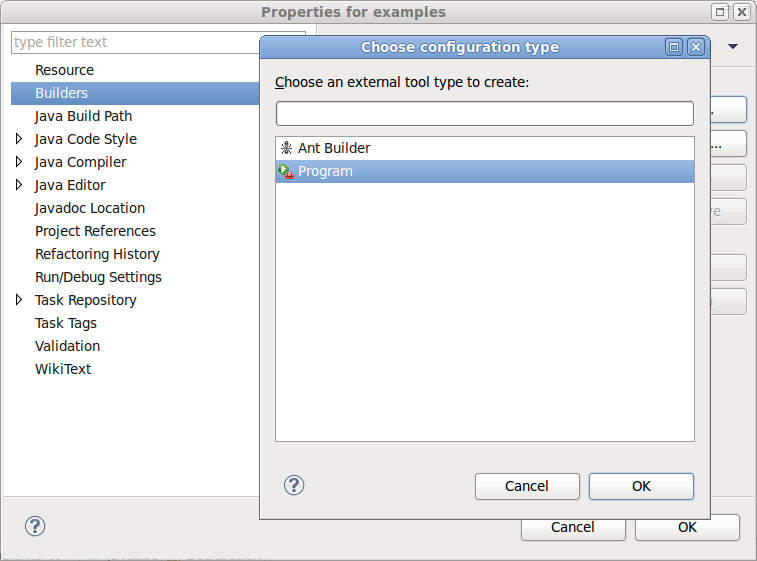 Properties for examples
type filter text
Resource
Builders
Java Build Path
Java Code Style
Java Compiler
Java Editor
Javadoc Location
Project References
Refactoring History
Run/Debug Settings
Task Repository
Task Tags
Validation
WikiText
Choose configuration type
Choose an external tool type to create:
Ant Builder
Program
Cancel
OK
Cancel
OK